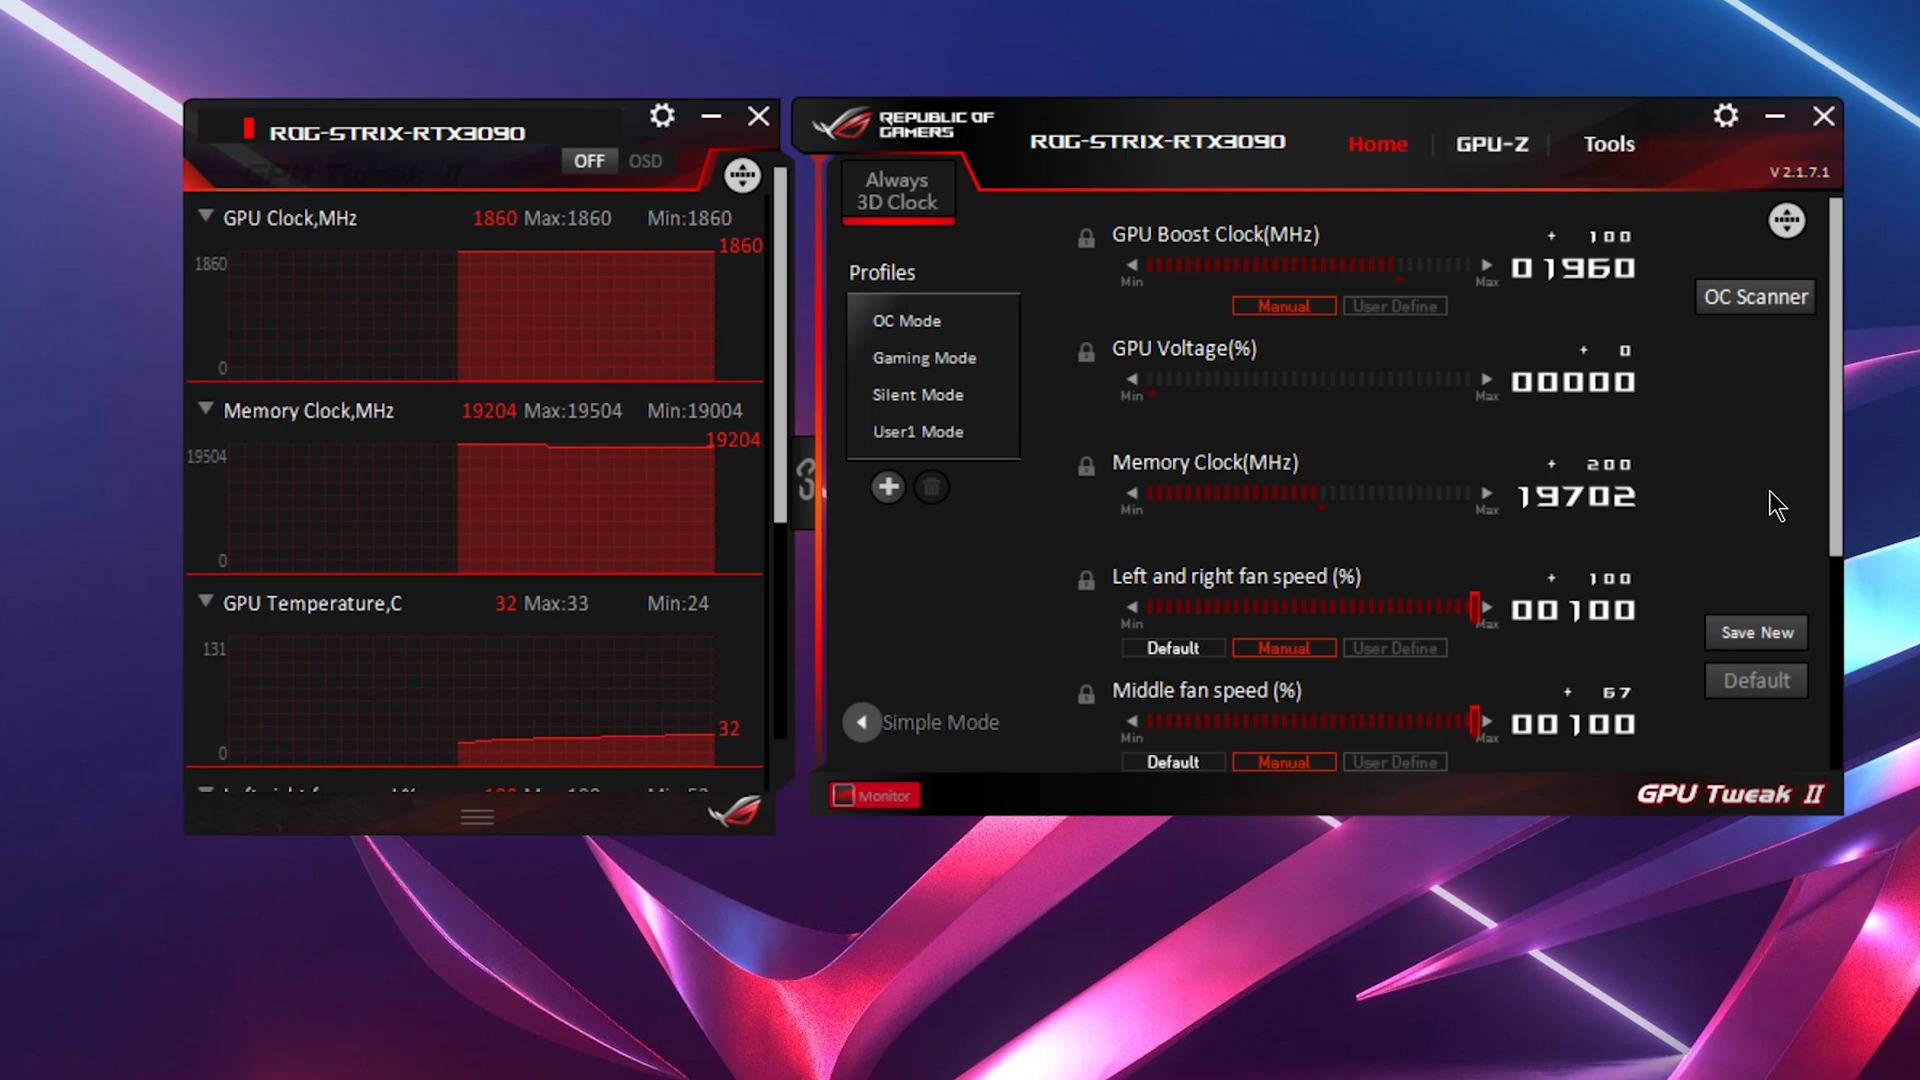 ROG-STRIX-RTX3090
OFF OSD
GPU Tweak II
GPU Clock,MHz 1860 Max:1860 Min:1860
1860
1860
0
Memory Clock,MHz 19204 Max:19504 Min:19004
19204
19504
0
GPU Temperature,C 32 Max:33 Min:24
131
32
0
REPUBLIC OF
GAMERS
ROG-STRIX-RTX3090 Home GPU-Z Tools
V 2.1.7.1
Always
3D Clock
Profiles
OC Mode
Gaming Mode
Silent Mode
User1 Mode
Simple Mode
Monitor
GPU Boost Clock(MHz) + 100
Min Max 01960
Manual User Define
OC Scanner
GPU Voltage(%) + 0
Min Max 00000
Memory Clock(MHz) + 200
Min Max 19702
Left and right fan speed (%) + 100
Min Max 00100
Default Manual User Define
Save New
Default
Middle fan speed (%) + 67
Min Max 00100
Default Manual User Define
GPU Tweak II